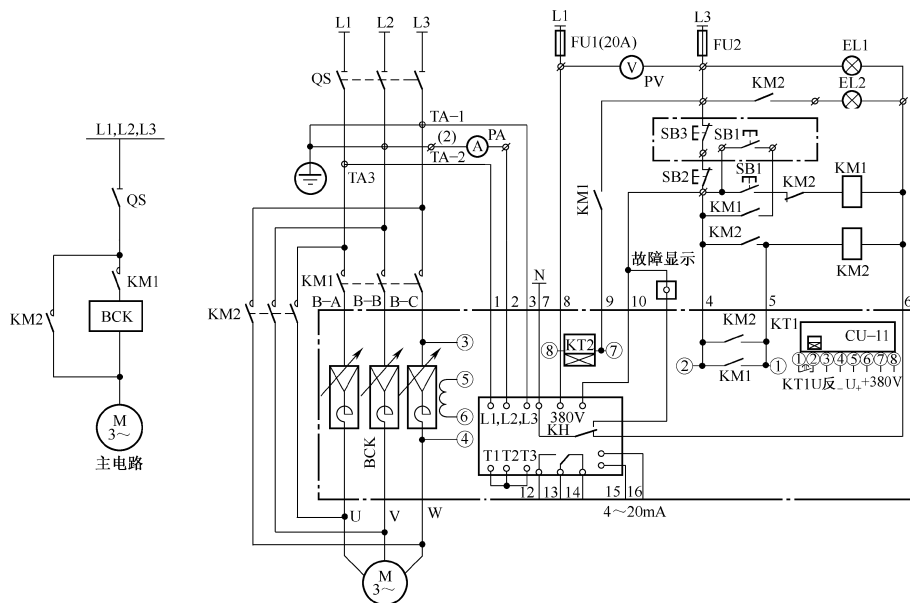 L1 L2 L3
L1 L3
FU1(20A) FU2
QS
V
PV
EL1
KM2 EL2
TA-1
(2) PA
A
TA-2
TA3
SB3 SB1
SB2 SB1
KM2 KM1
KM1
KM1
KM2
KM2
故障显示
L1,L2,L3
QS
KM1
KM2
BCK
M
3～
主电路
KM1
KM2
B-A B-B B-C
N
1 2 3 7 8 9 10 4 5 6
③
⑤
⑥
④
BCK
⑧ KT2 ⑦
KM2
KT1
② KM1 ①
CU-11
① ② ③ ④ ⑤ ⑥ ⑦ ⑧
KT1U反-U++380V
L1,L2,L3 380V
KH
T1 T2 T3
12 13 14 15 16
4～20mA
U V W
M
3～